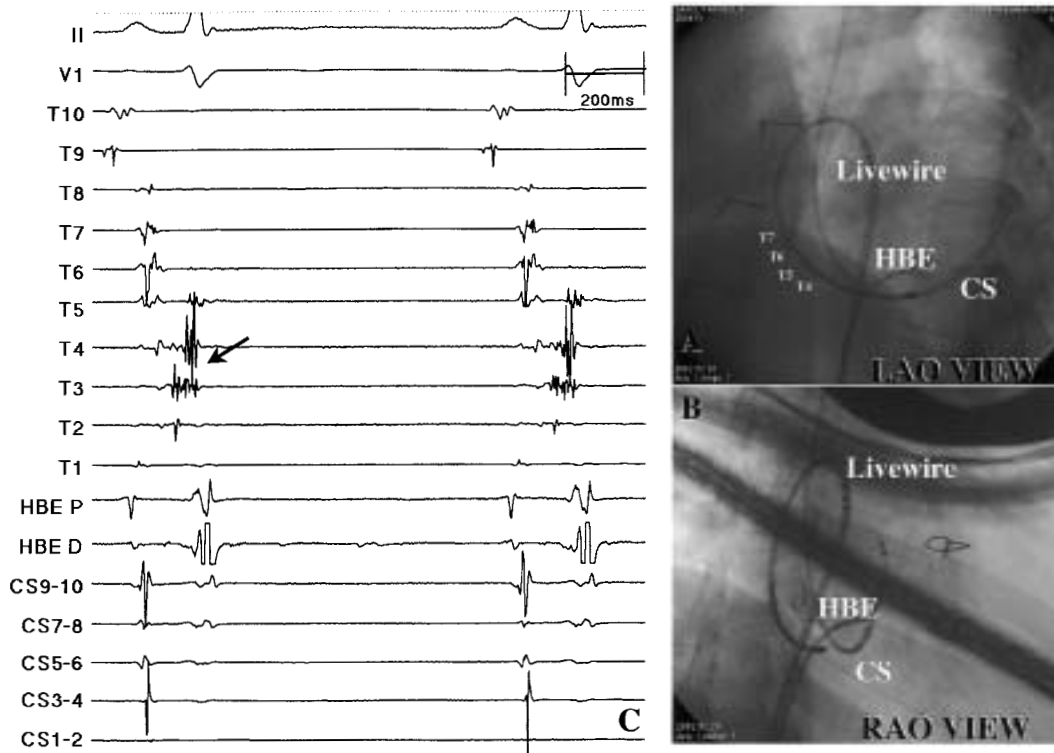 II
V1
200ms
T10
T9
T8
T7
T6
T5
T4
T3
T2
T1
HBE P
HBE D
CS9-10
CS7-8
CS5-6
CS3-4
CS1-2
C
Livewire
T7
T6
T5
T4
HBE
CS
A
LAO VIEW
B
Livewire
HBE
CS
RAO VIEW